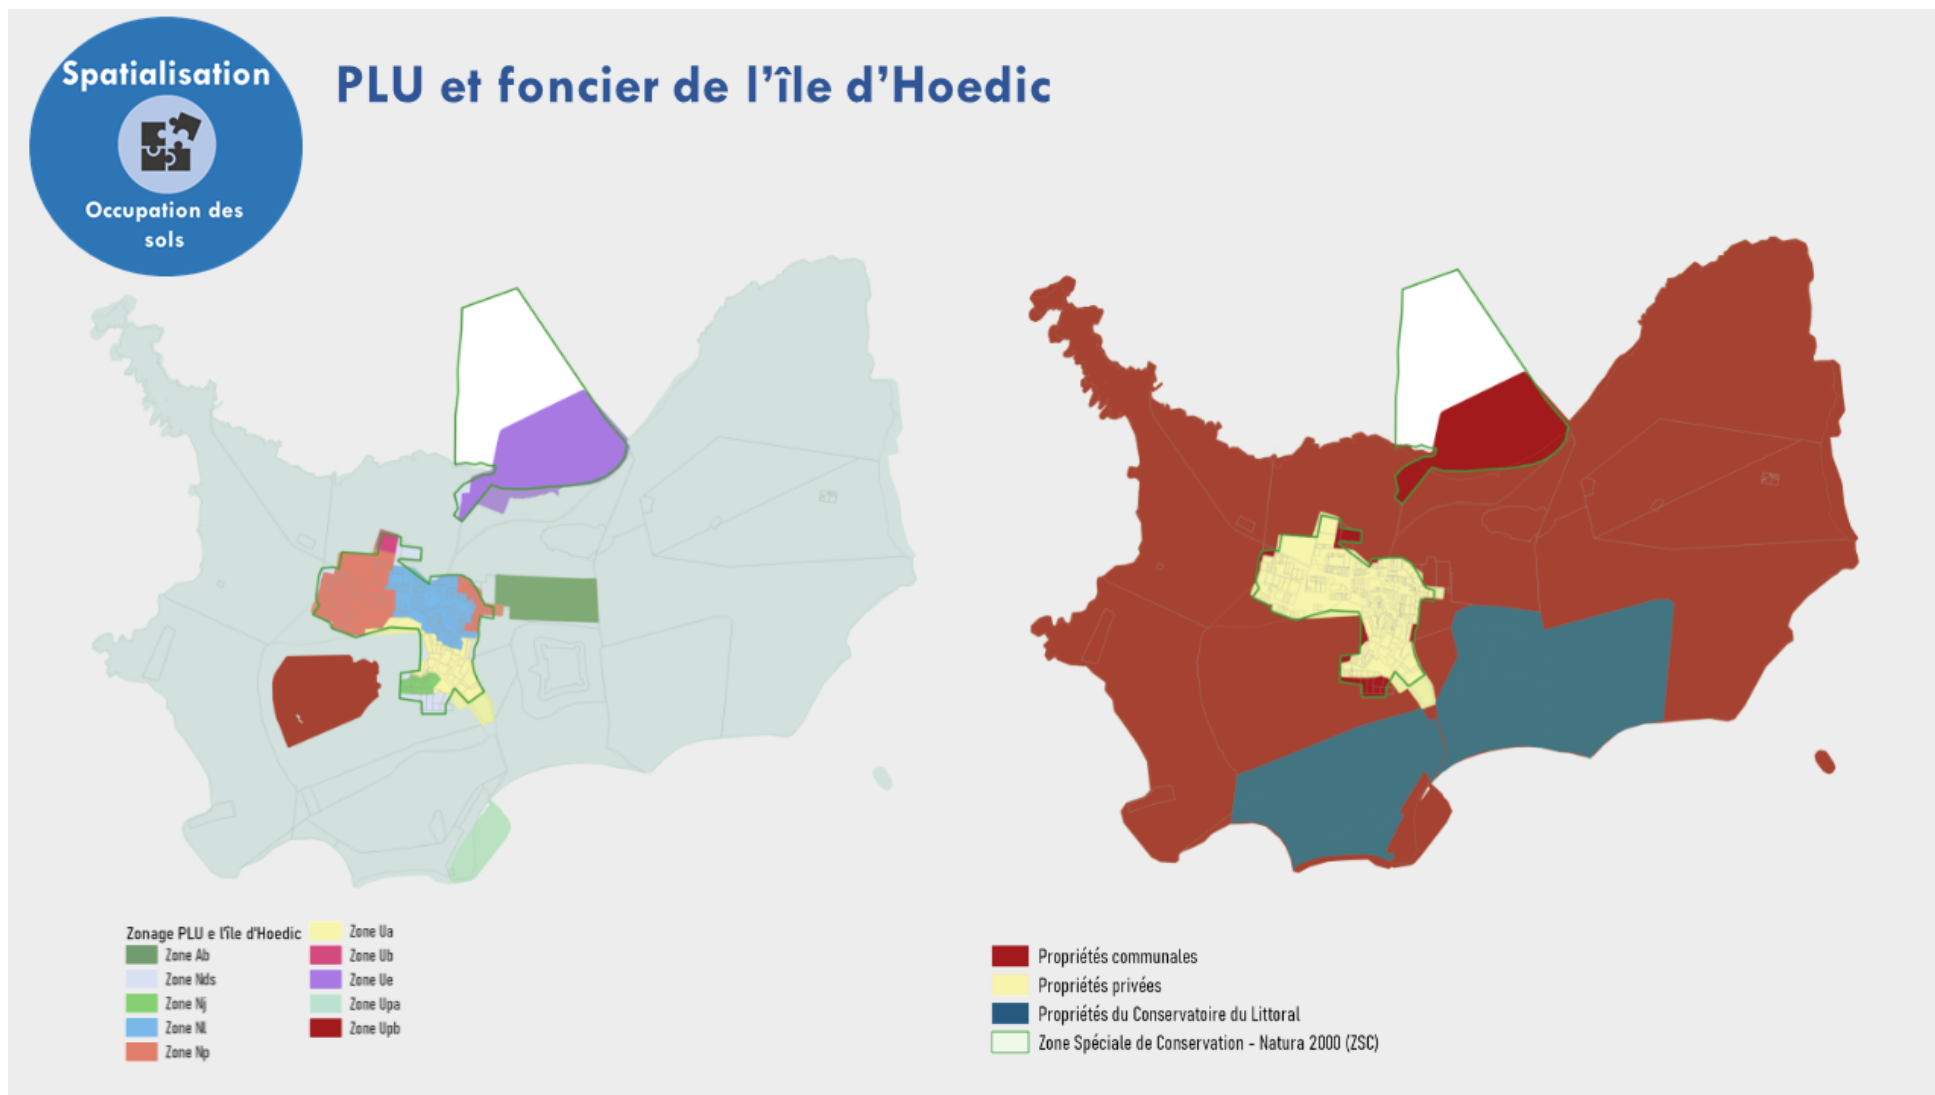 Spatialisation
Occupation des
sols
PLU et foncier de l'île d'Hoedic
Zonage PLU e l'île d'Hoedic
Zone Ab
Zone Nds
Zone Nj
Zone Nl
Zone Np
Zone Ua
Zone Ub
Zone Ue
Zone Upa
Zone Upb
Propriétés communales
Propriétés privées
Propriétés du Conservatoire du Littoral
Zone Spéciale de Conservation - Natura 2000 (ZSC)